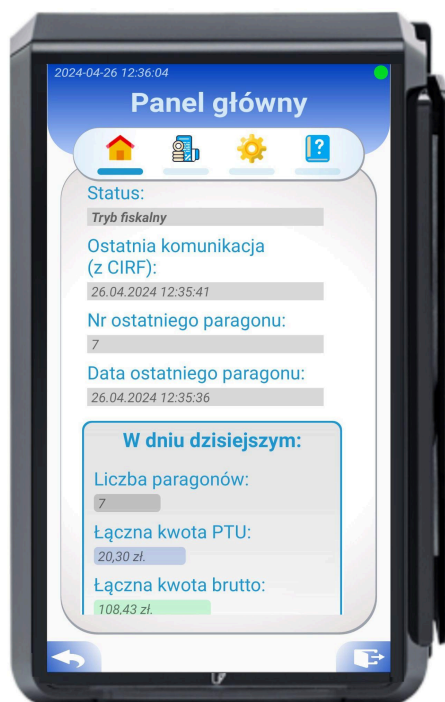 2024-04-26 12:36:04
Panel główny
?
Status:
Tryb fiskalny
Ostatnia komunikacja
(z CIRF):
26.04.2024 12:35:41
Nr ostatniego paragonu:
7
Data ostatniego paragonu:
26.04.2024 12:35:36
W dniu dzisiejszym:
Liczba paragonów:
7
Łączna kwota PTU:
20,30 zł.
Łączna kwota brutto:
108,43 zł.